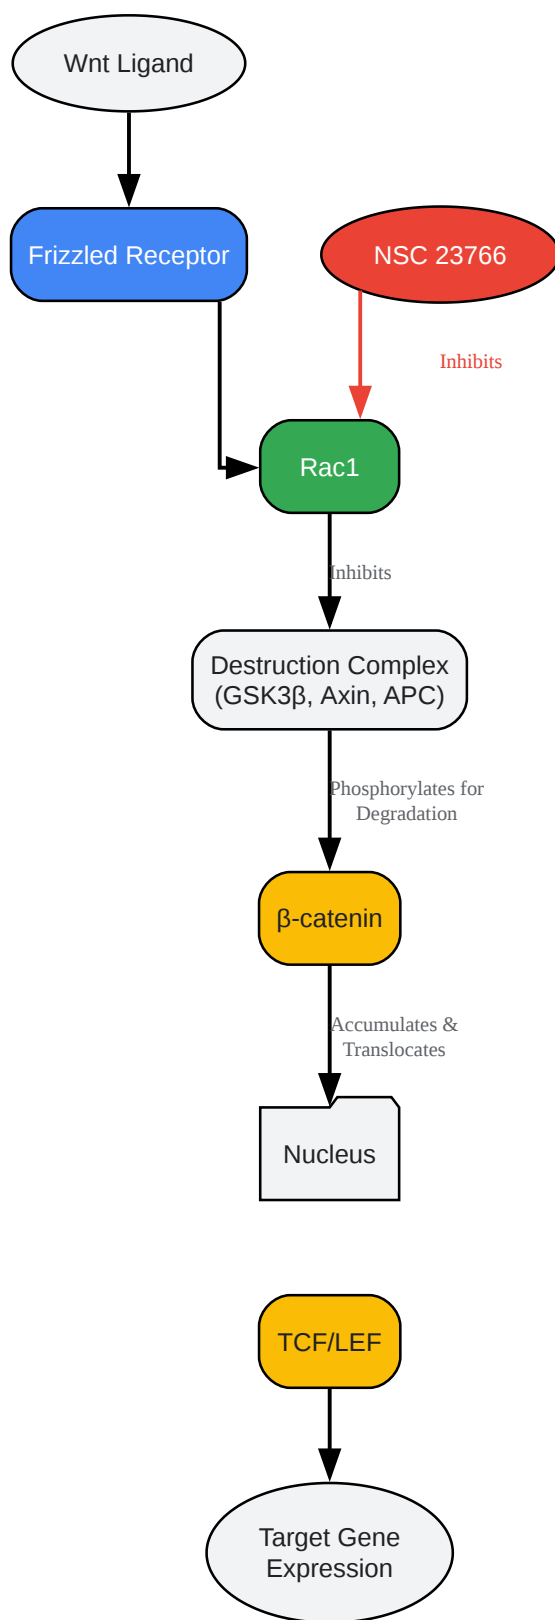 Wnt Ligand
Frizzled Receptor
NSC 23766
Inhibits
Rac1
Inhibits
Destruction Complex
(GSK3β, Axin, APC)
Phosphorylates for
Degradation
β-catenin
Accumulates &
Translocates
Nucleus
TCF/LEF
Target Gene
Expression